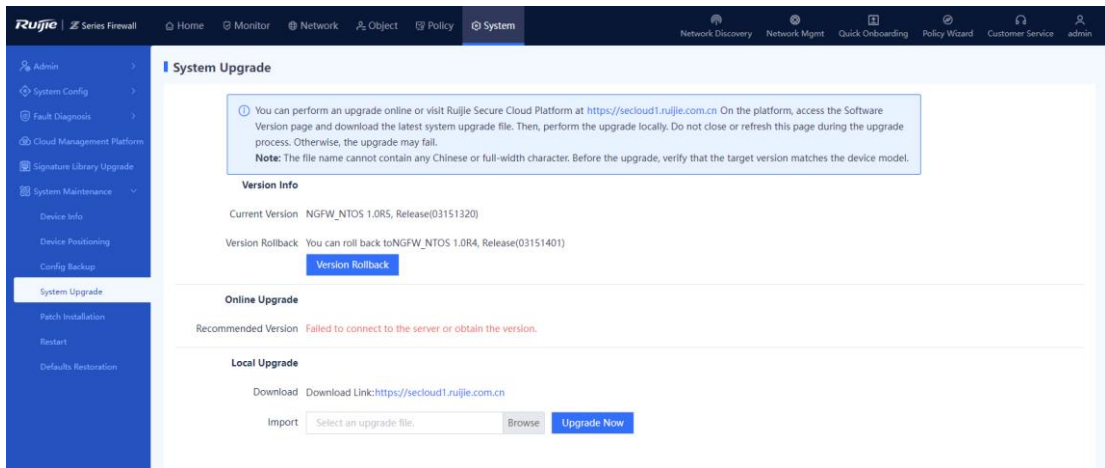 Ruijie | Z Series Firewall
Home
Monitor
Network
Object
Policy
System
Network Discovery
Network Mgmt
Quick Onboarding
Policy Wizard
Customer Service
admin
Admin
System Config
Fault Diagnosis
Cloud Management Platform
Signature Library Upgrade
System Maintenance
Device Info
Device Positioning
Config Backup
System Upgrade
Patch Installation
Restart
Defaults Restoration
System Upgrade
You can perform an upgrade online or visit Ruijie Secure Cloud Platform at https://secloud1.ruijie.com.cn On the platform, access the Software
Version page and download the latest system upgrade file. Then, perform the upgrade locally. Do not close or refresh this page during the upgrade
process. Otherwise, the upgrade may fail.
Note: The file name cannot contain any Chinese or full-width character. Before the upgrade, verify that the target version matches the device model.
Version Info
Current Version NGFW_NTOS 1.0R5, Release(03151320)
Version Rollback You can roll back toNGFW_NTOS 1.0R4, Release(03151401)
Version Rollback
Online Upgrade
Recommended Version Failed to connect to the server or obtain the version.
Local Upgrade
Download Download Link:https://secloud1.ruijie.com.cn
Import Select an upgrade file. Browse Upgrade Now